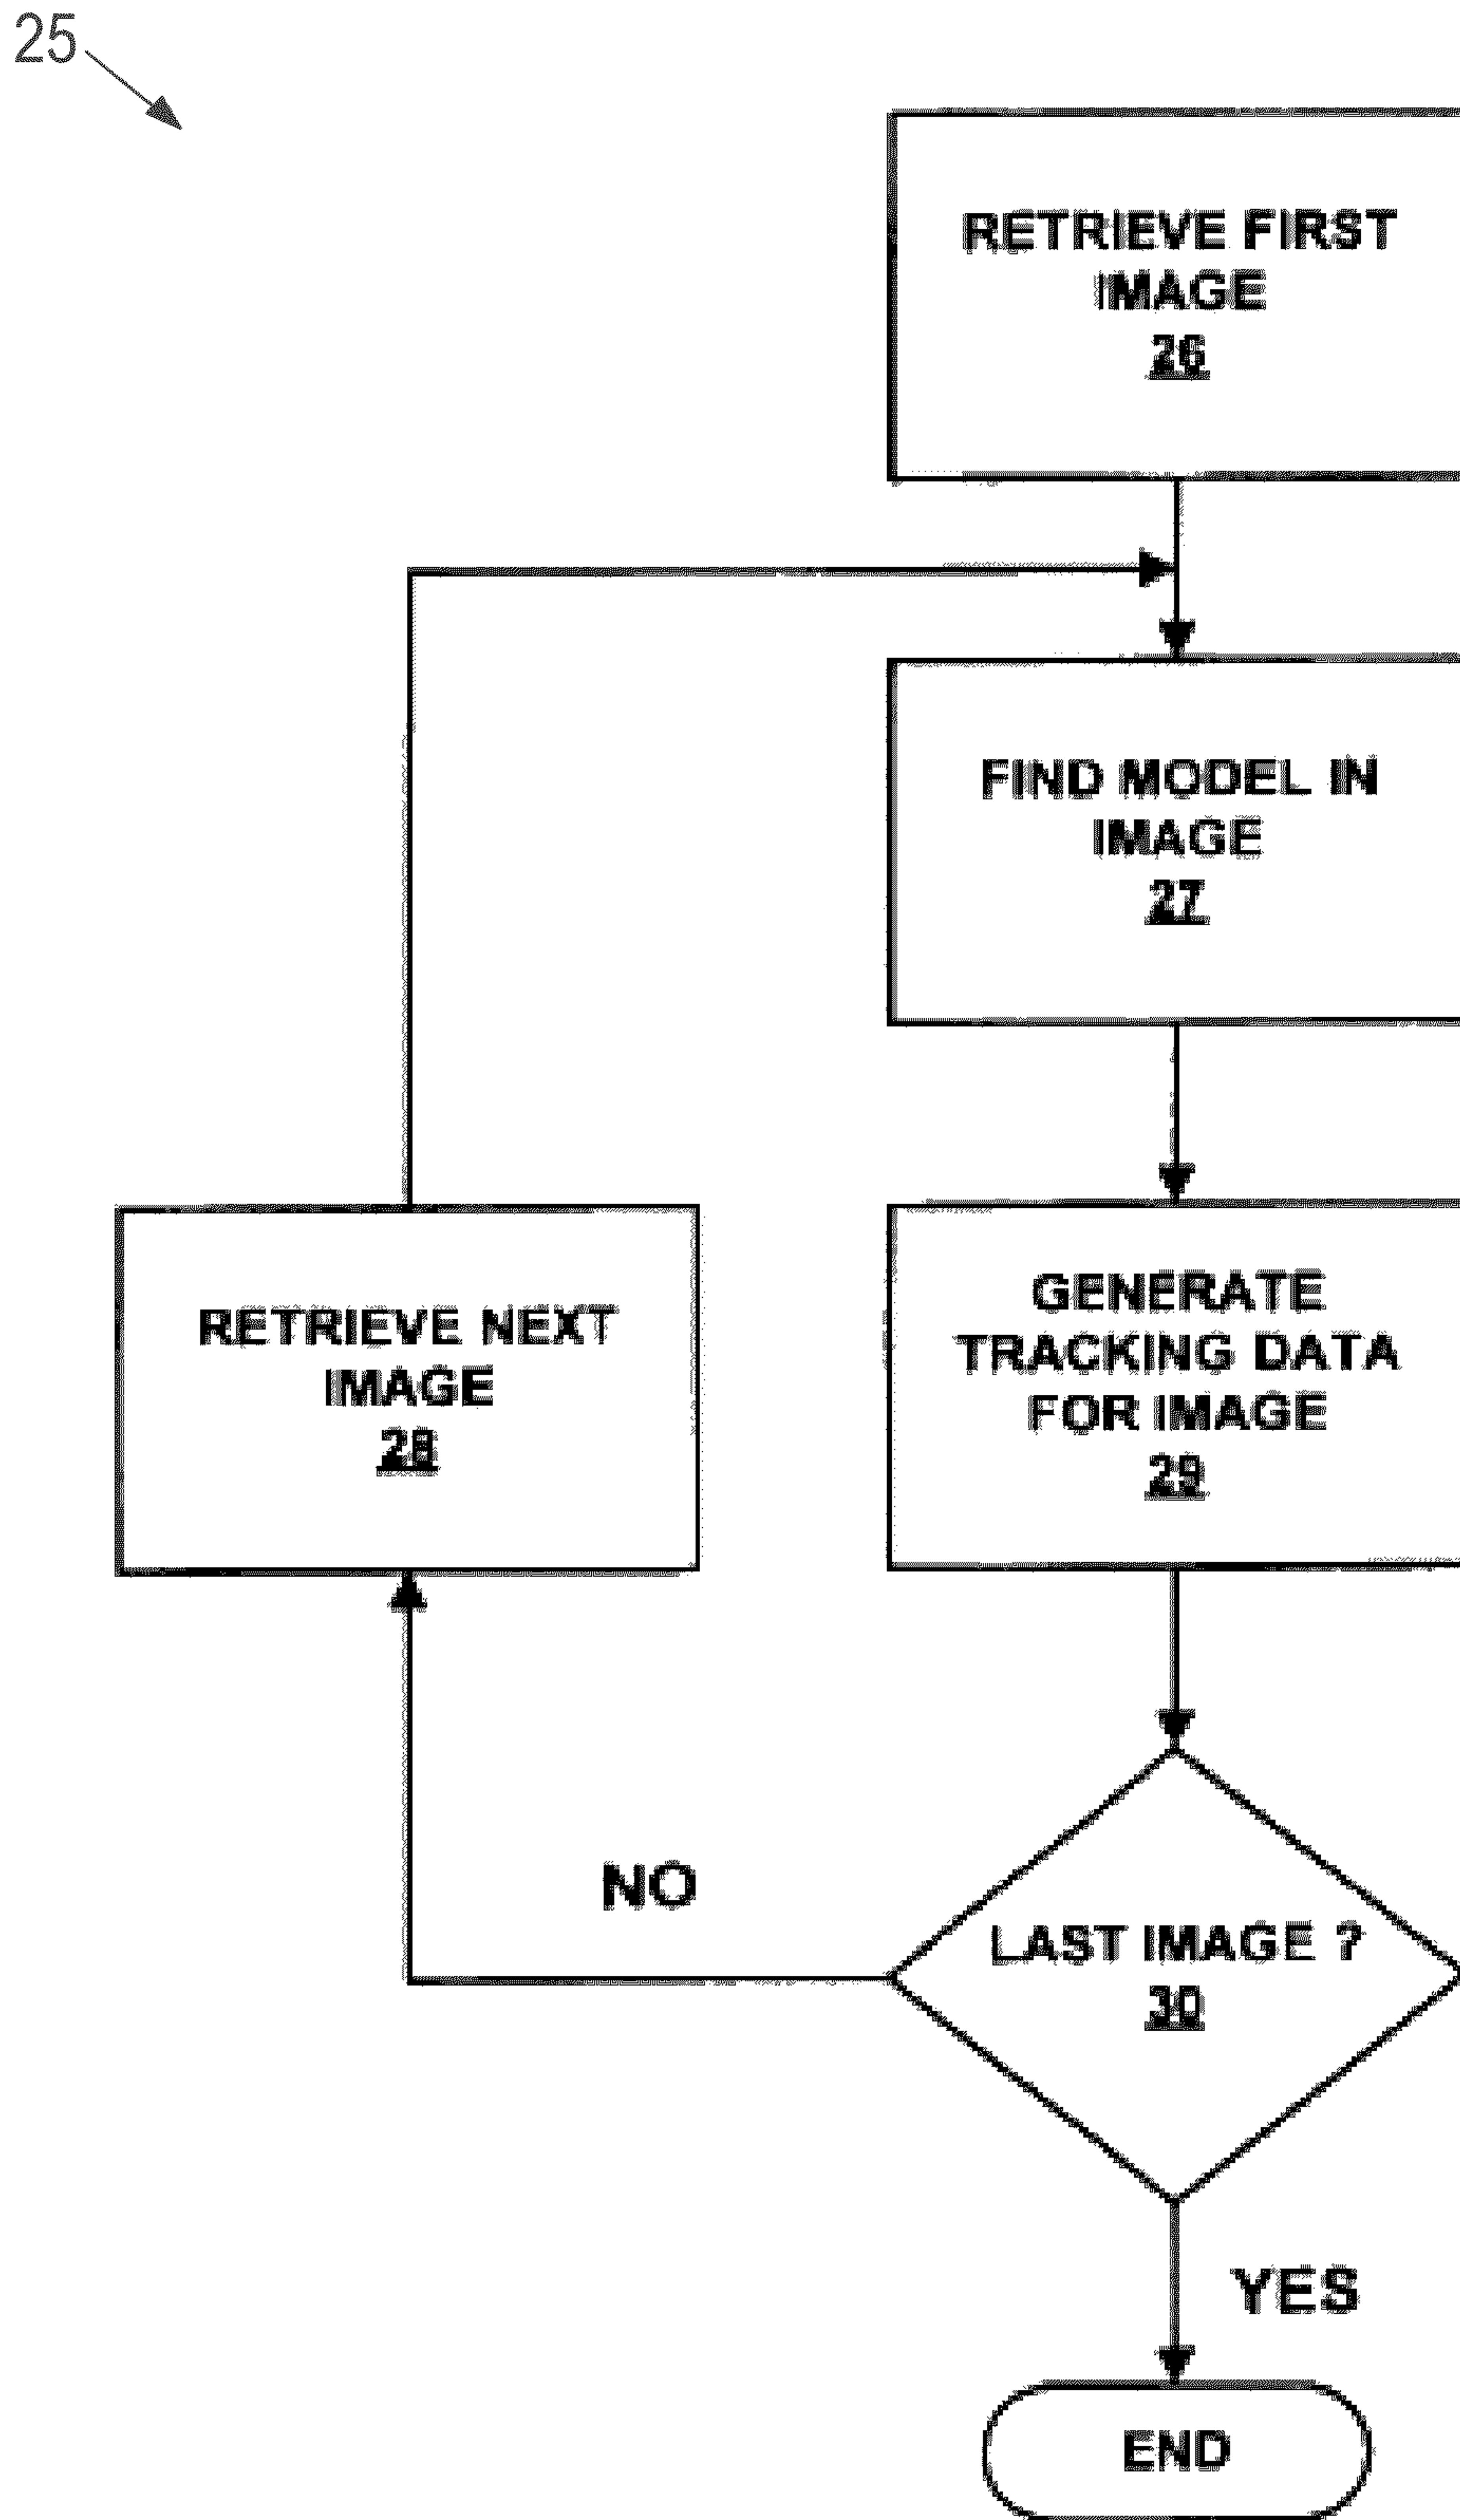 25
RETRIEVE FIRST
IMAGE
26
FIND MODEL IN
IMAGE
27
RETRIEVE NEXT
IMAGE
28
GENERATE
TRACKING DATA
FOR IMAGE
29
NO
LAST IMAGE ?
30
YES
END